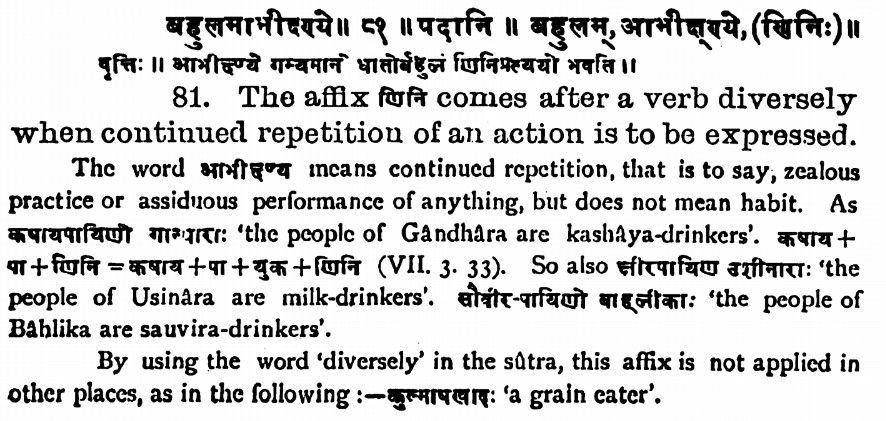 बहुलमाभीक्ष्ण्ये ॥ ८१ ॥ पदानि ॥ बहुलम्, आभीक्ष्ण्ये, (णिनिः) ॥
वृत्तिः ॥ आभीक्ष्ण्ये गम्यमाने धातोर्बहुलं णिनिप्रत्ययो भवति ॥
81. The affix णिनि comes after a verb diversely
when continued repetition of an action is to be expressed.
The word आभीक्ष्ण्य means continued repetition, that is to say, zealous
practice or assiduous performance of anything, but does not mean habit. As
कषायपायिणो गान्धाराः 'the people of Gândhâra are kashâya-drinkers'. कषाय +
पा + णिनि = कषाय + पा + युक + णिनि (VII. 3. 33). So also क्षीरपायिण उशीनाराः 'the
people of Usinâra are milk-drinkers'. सौवीर-पायिणो बाह्लीकाः 'the people of
Bâhlika are sauvira-drinkers'.
By using the word 'diversely' in the sûtra, this affix is not applied in
other places, as in the following :—कुल्माषखादः 'a grain eater'.